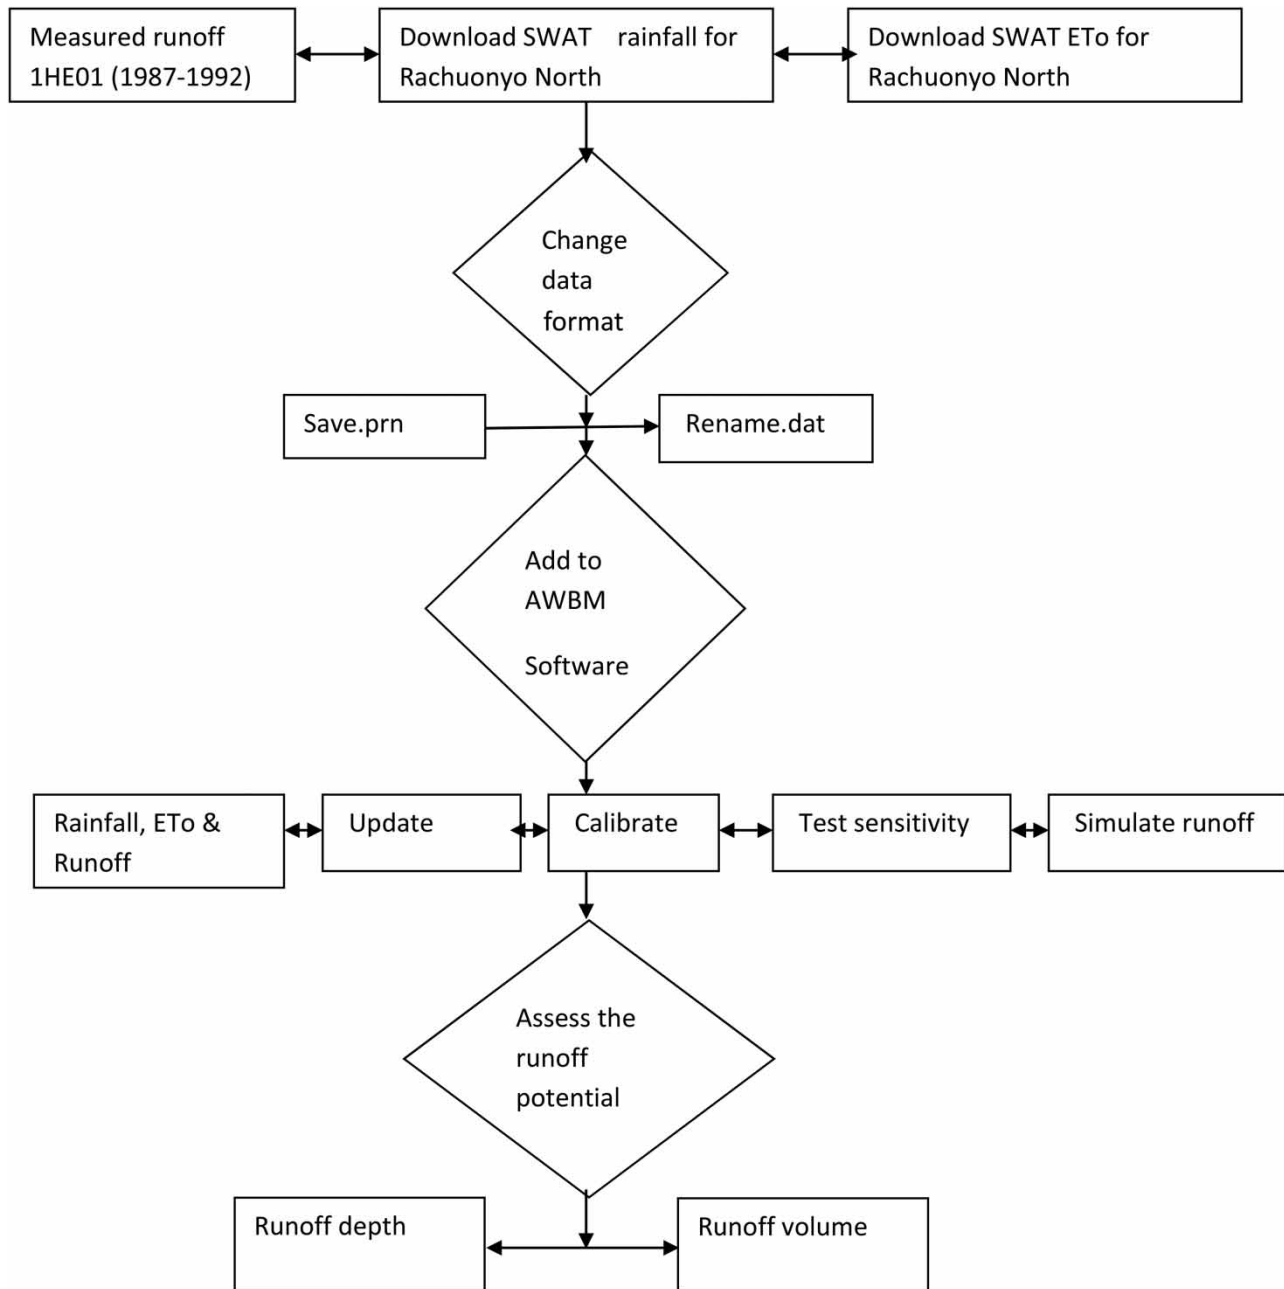 Measured runoff
1HE01 (1987-1992)
Download SWAT rainfall for
Rachuonyo North
Download SWAT ETo for
Rachuonyo North
Change
data
format
Save.prn
Rename.dat
Add to
AWBM
Software
Rainfall, ETo &
Runoff
Update
Calibrate
Test sensitivity
Simulate runoff
Assess the
runoff
potential
Runoff depth
Runoff volume